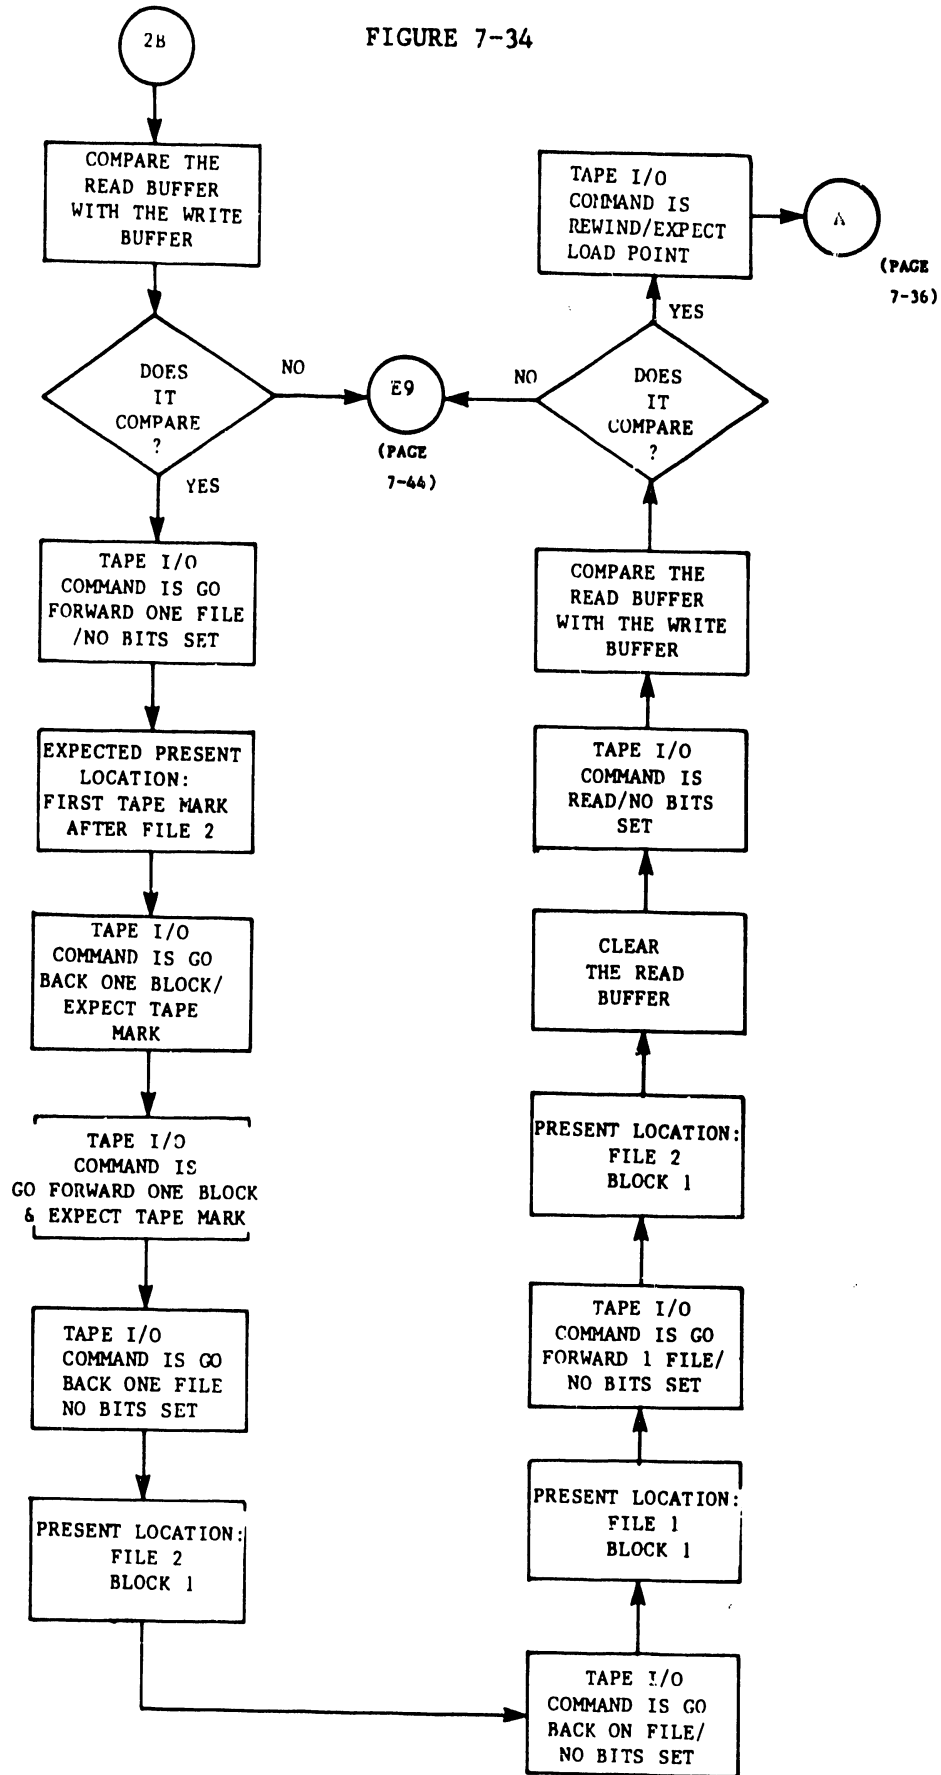 FIGURE 7-34
2B
COMPARE THE
READ BUFFER
WITH THE WRITE
BUFFER
DOES
IT
COMPARE
?
NO
E9
(PAGE
7-44)
YES
TAPE I/O
COMMAND IS GO
FORWARD ONE FILE
/NO BITS SET
EXPECTED PRESENT
LOCATION:
FIRST TAPE MARK
AFTER FILE 2
TAPE I/O
COMMAND IS GO
BACK ONE BLOCK/
EXPECT TAPE
MARK
TAPE I/O
COMMAND IS
GO FORWARD ONE BLOCK
& EXPECT TAPE MARK
TAPE I/O
COMMAND IS GO
BACK ONE FILE
NO BITS SET
PRESENT LOCATION:
FILE 2
BLOCK 1
TAPE I/O
COMMAND IS GO
BACK ON FILE/
NO BITS SET
PRESENT LOCATION:
FILE 1
BLOCK 1
TAPE I/O
COMMAND IS GO
FORWARD 1 FILE/
NO BITS SET
PRESENT LOCATION:
FILE 2
BLOCK 1
CLEAR
THE READ
BUFFER
TAPE I/O
COMMAND IS
READ/NO BITS
SET
COMPARE THE
READ BUFFER
WITH THE WRITE
BUFFER
DOES
IT
COMPARE
?
NO
YES
TAPE I/O
COMMAND IS
REWIND/EXPECT
LOAD POINT
A
(PAGE
7-36)